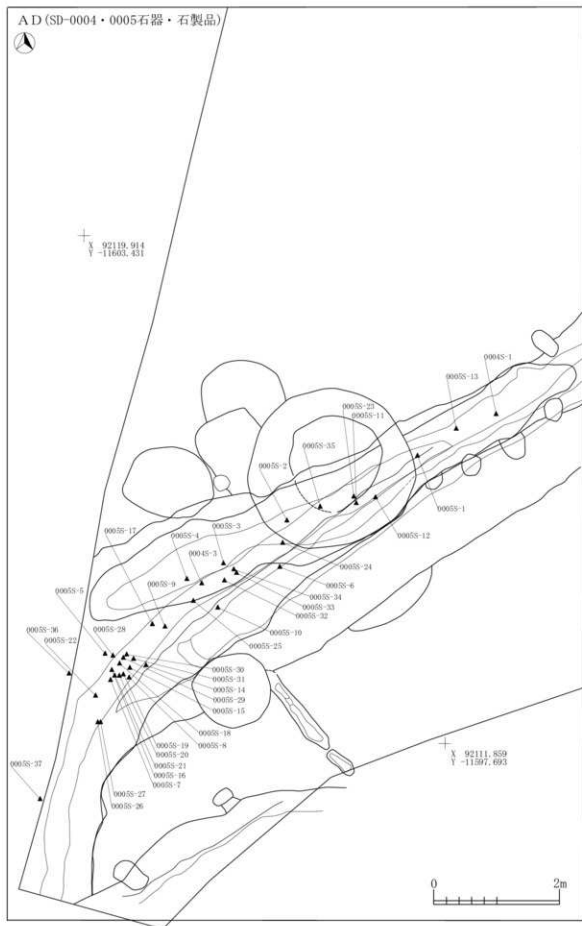 AD(SD-0004・0005石器・石製品)
X 92119.914
Y -11603.431
0004S-1
0005S-13
0005S-23
0005S-11
0005S-35
0005S-2
0005S-3
0005S-4
0004S-3
0005S-17
0005S-1
0005S-12
0005S-24
0005S-6
0005S-34
0005S-33
0005S-32
0005S-9
0005S-5
0005S-10
0005S-25
0005S-28
0005S-36
0005S-22
0005S-30
0005S-31
0005S-14
0005S-29
0005S-15
0005S-18
0005S-8
0005S-19
0005S-20
0005S-21
0005S-16
0005S-7
0005S-27
0005S-26
0005S-37
X 92111.859
Y -11597.693
0 2m